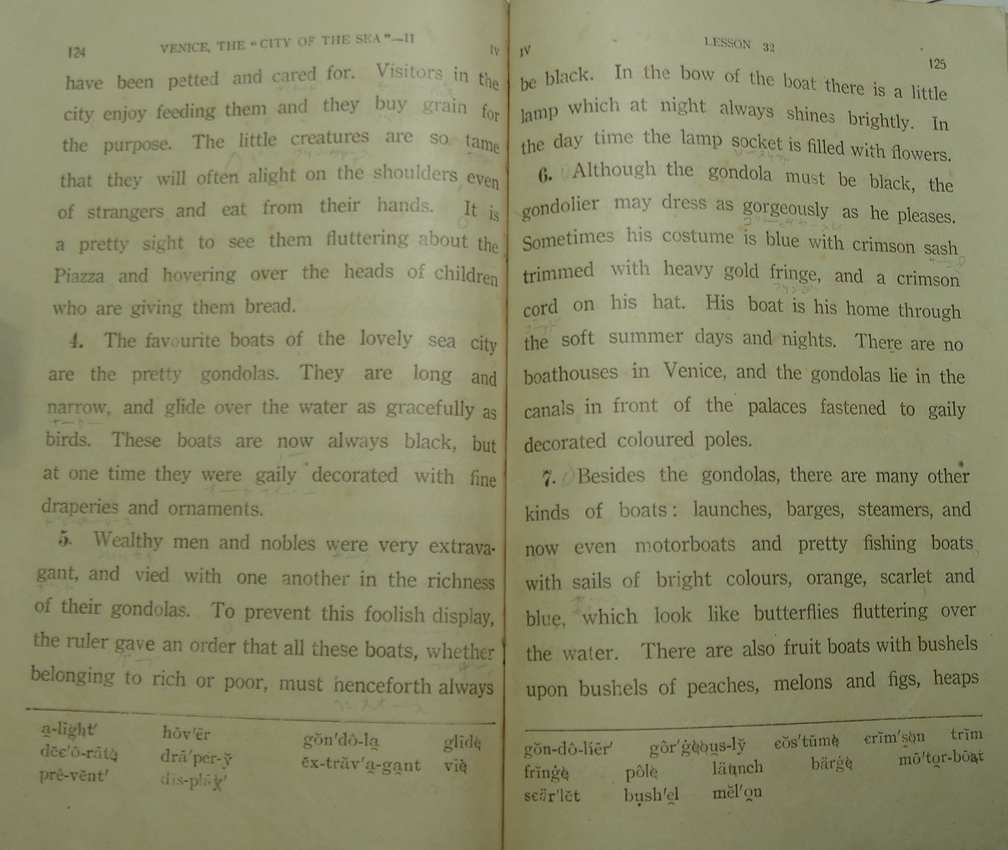 124 VENICE, THE "CITY OF THE SEA"—II IV
have been petted and cared for. Visitors in the
city enjoy feeding them and they buy grain for
the purpose. The little creatures are so tame
that they will often alight on the shoulders even
of strangers and eat from their hands. It is
a pretty sight to see them fluttering about the
Piazza and hovering over the heads of children
who are giving them bread.
4. The favourite boats of the lovely sea city
are the pretty gondolas. They are long and
narrow, and glide over the water as gracefully as
birds. These boats are now always black, but
at one time they were gaily decorated with fine
draperies and ornaments.
5. Wealthy men and nobles were very extrava-
gant, and vied with one another in the richness
of their gondolas. To prevent this foolish display,
the ruler gave an order that all these boats, whether
belonging to rich or poor, must henceforth always
a̤-līght′ hŏv′ẽr gŏn′dȯ-la̤ glīde̸
dĕc′ȯ-rāte̸ drā′per-y̆ ĕx-trăv′a̤-ga̤nt vīe̸
prē̇-vĕnt′ dis-plāy̸′
IV LESSON 32 125
be black. In the bow of the boat there is a little
lamp which at night always shines brightly. In
the day time the lamp socket is filled with flowers.
6. Although the gondola must be black, the
gondolier may dress as gorgeously as he pleases.
Sometimes his costume is blue with crimson sash
trimmed with heavy gold fringe, and a crimson
cord on his hat. His boat is his home through
the soft summer days and nights. There are no
boathouses in Venice, and the gondolas lie in the
canals in front of the palaces fastened to gaily
decorated coloured poles.
7. Besides the gondolas, there are many other
kinds of boats: launches, barges, steamers, and
now even motorboats and pretty fishing boats
with sails of bright colours, orange, scarlet and
blue, which look like butterflies fluttering over
the water. There are also fruit boats with bushels
upon bushels of peaches, melons and figs, heaps
gŏn-dȯ-liēr′ gôr′ġe̸o̸ṳs-ly̆ cŏs′tūme̸ crĭm′ṣo̤n trĭm
frĭnġe̸ pōle̸ läṳnch bärġe̸ mō′to̤r-bōa̸t
scär′lĕt bṳsh′e̸l mĕl′o̤n